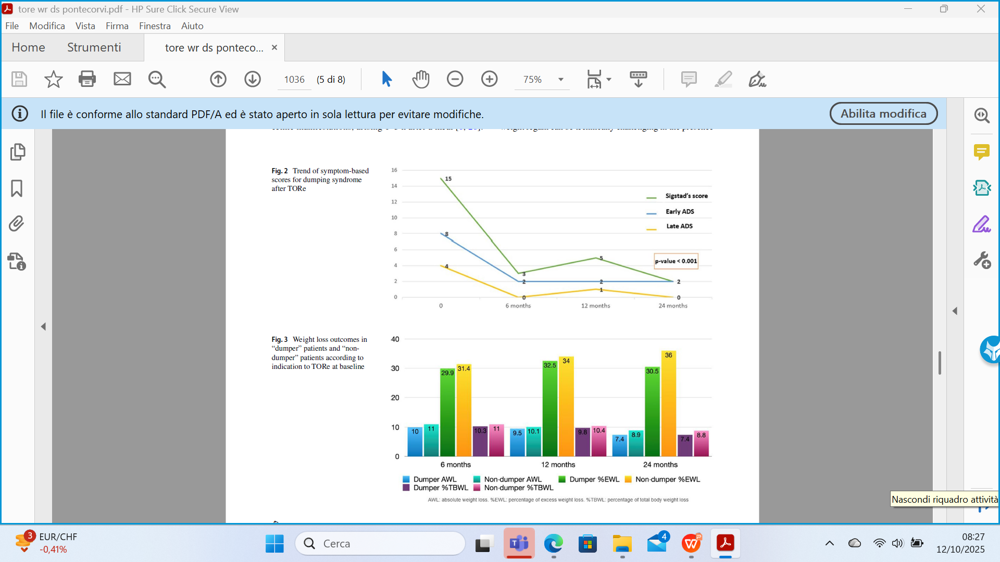 tore wr ds pontecorvi.pdf - HP Sure Click Secure View
File Modifica Vista Firma Finestra Aiuto
Home Strumenti tore wr ds ponteco... ×
1036 (5 di 8) 75%
Il file è conforme allo standard PDF/A ed è stato aperto in sola lettura per evitare modifiche. Abilita modifica
Fig. 2 Trend of symptom-based
scores for dumping syndrome
after TORe
16
14
12
10
8
6
4
2
0
15
8
4
3
2
0
5
2
1
2
0
Sigstad's score
Early ADS
Late ADS
p-value < 0.001
0 6 months 12 months 24 months
Fig. 3 Weight loss outcomes in
“dumper” patients and “non-
dumper” patients according to
indication to TORe at baseline
40
30
20
10
0
10 11 29.9 31.4 10.3 11
9.5 10.1 32.5 34 9.8 10.4
7.4 8.9 30.5 36 7.4 8.8
6 months 12 months 24 months
Dumper AWL Non-dumper AWL Dumper %EWL Non-dumper %EWL
Dumper %TBWL Non-dumper %TBWL
AWL: absolute weight loss. %EWL: percentage of excess weight loss. %TBWL: percentage of total body weight loss
Nascondi riquadro attività
3 EUR/CHF
-0,41%
Cerca
4
08:27
12/10/2025